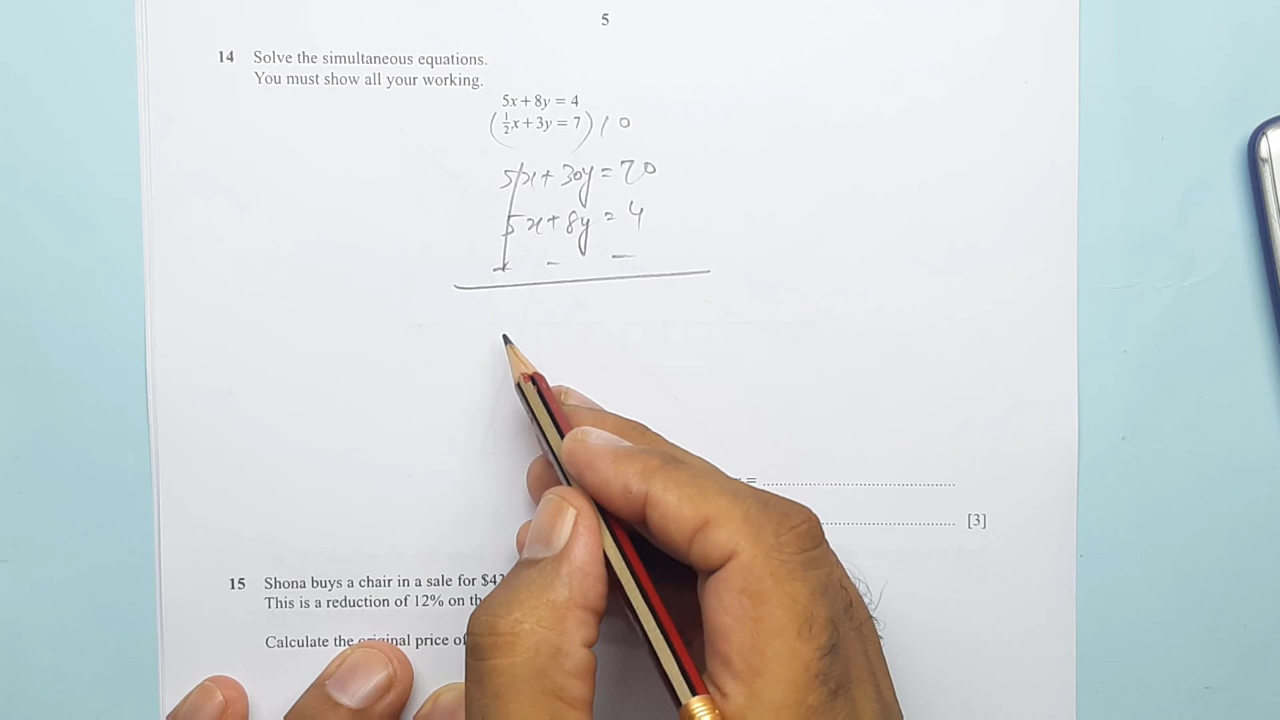 5
14 Solve the simultaneous equations.
You must show all your working.
5x + 8y = 4
(½x + 3y = 7) 10
5x + 30y = 70
5x + 8y = 4
- - -
= ................................................
................................................ [3]
15 Shona buys a chair in a sale for $42
This is a reduction of 12% on th
Calculate the original price of